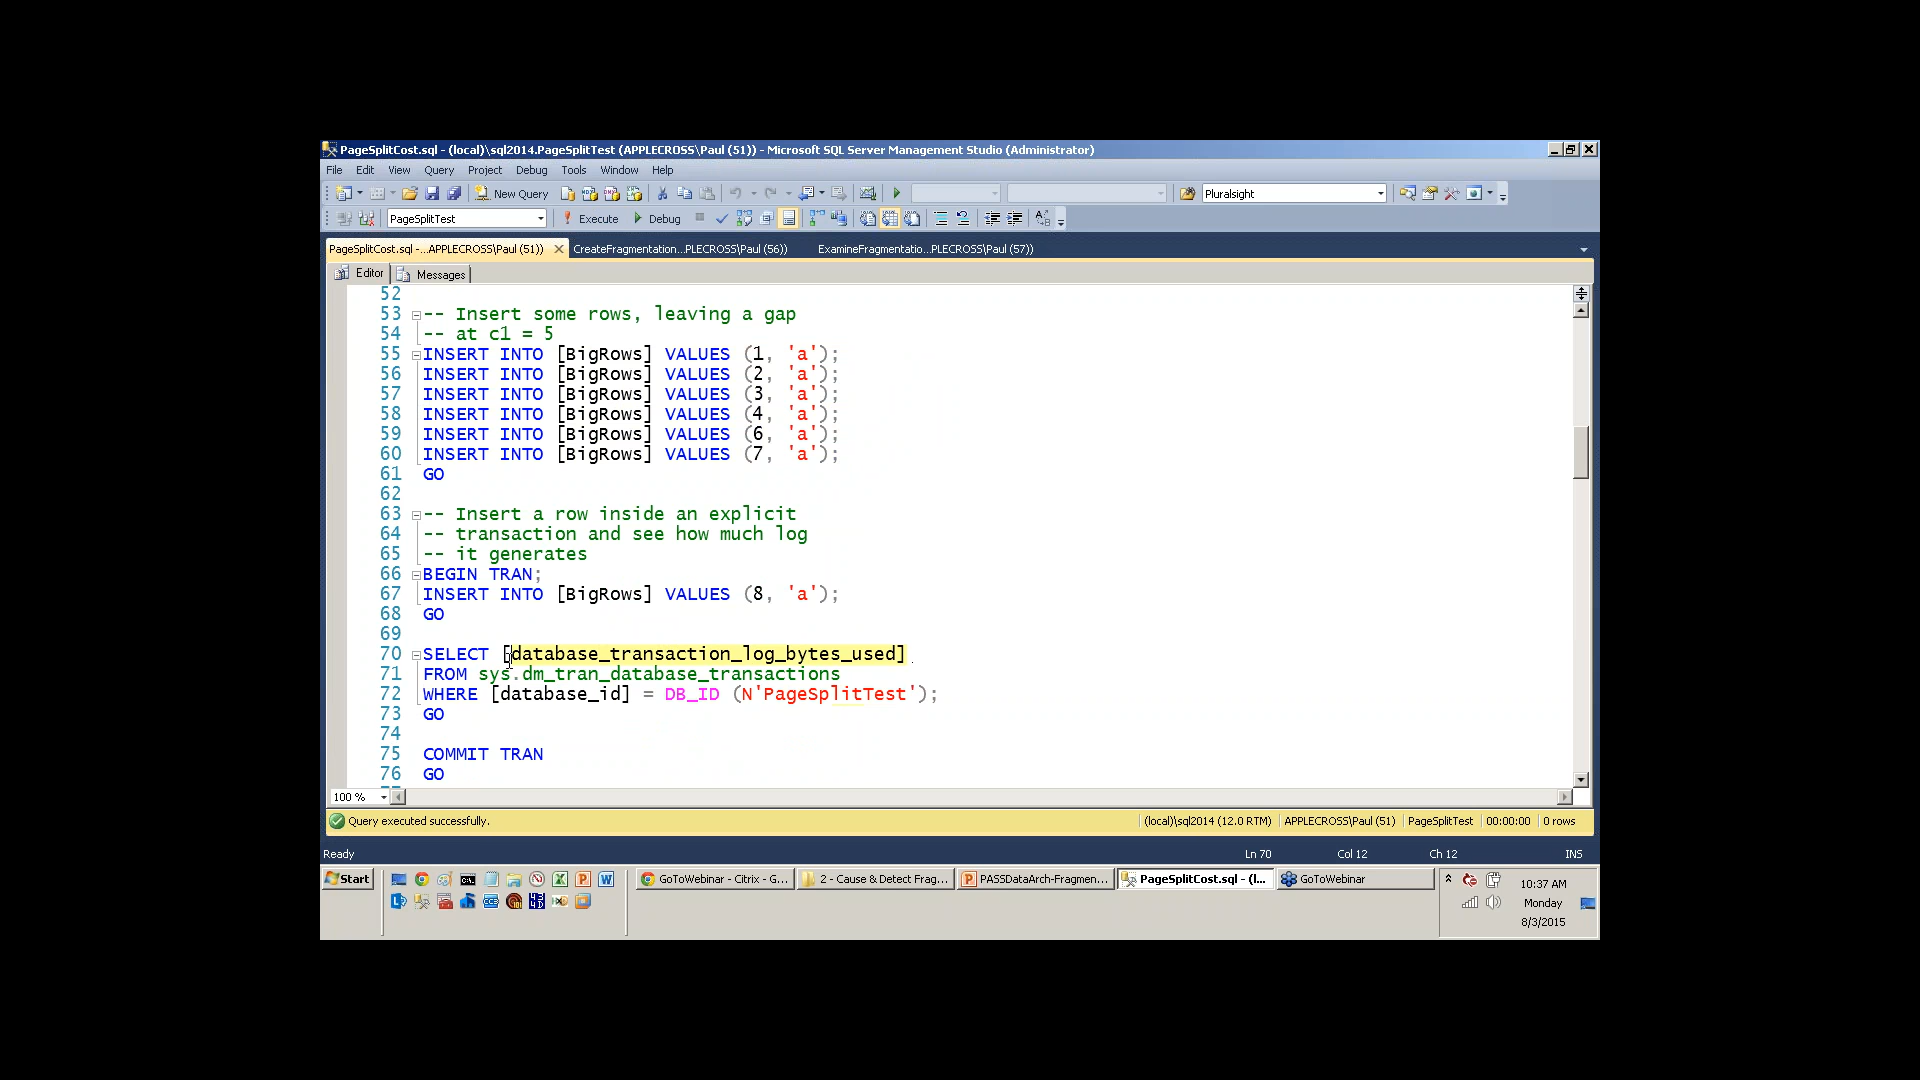 PageSplitCost.sql - (local)\sql2014.PageSplitTest (APPLECROSS\Paul (51)) - Microsoft SQL Server Management Studio (Administrator)
File Edit View Query Project Debug Tools Window Help
New Query Pluralsight
PageSplitTest Execute Debug
PageSplitCost.sql -...APPLECROSS\Paul (51)) CreateFragmentation...PLECROSS\Paul (56)) ExamineFragmentatio...PLECROSS\Paul (57))
Editor Messages
52
53 -- Insert some rows, leaving a gap
54 -- at c1 = 5
55 INSERT INTO [BigRows] VALUES (1, 'a');
56 INSERT INTO [BigRows] VALUES (2, 'a');
57 INSERT INTO [BigRows] VALUES (3, 'a');
58 INSERT INTO [BigRows] VALUES (4, 'a');
59 INSERT INTO [BigRows] VALUES (6, 'a');
60 INSERT INTO [BigRows] VALUES (7, 'a');
61 GO
62
63 -- Insert a row inside an explicit
64 -- transaction and see how much log
65 -- it generates
66 BEGIN TRAN;
67 INSERT INTO [BigRows] VALUES (8, 'a');
68 GO
69
70 SELECT [database_transaction_log_bytes_used]
71 FROM sys.dm_tran_database_transactions
72 WHERE [database_id] = DB_ID (N'PageSplitTest');
73 GO
74
75 COMMIT TRAN
76 GO
100 %
Query executed successfully. (local)\sql2014 (12.0 RTM) APPLECROSS\Paul (51) PageSplitTest 00:00:00 0 rows
Ready Ln 70 Col 12 Ch 12 INS
Start GoToWebinar - Citrix - G... 2 - Cause & Detect Frag... PASSDataArch-Fragmen... PageSplitCost.sql - (l... GoToWebinar
10:37 AM
Monday
8/3/2015